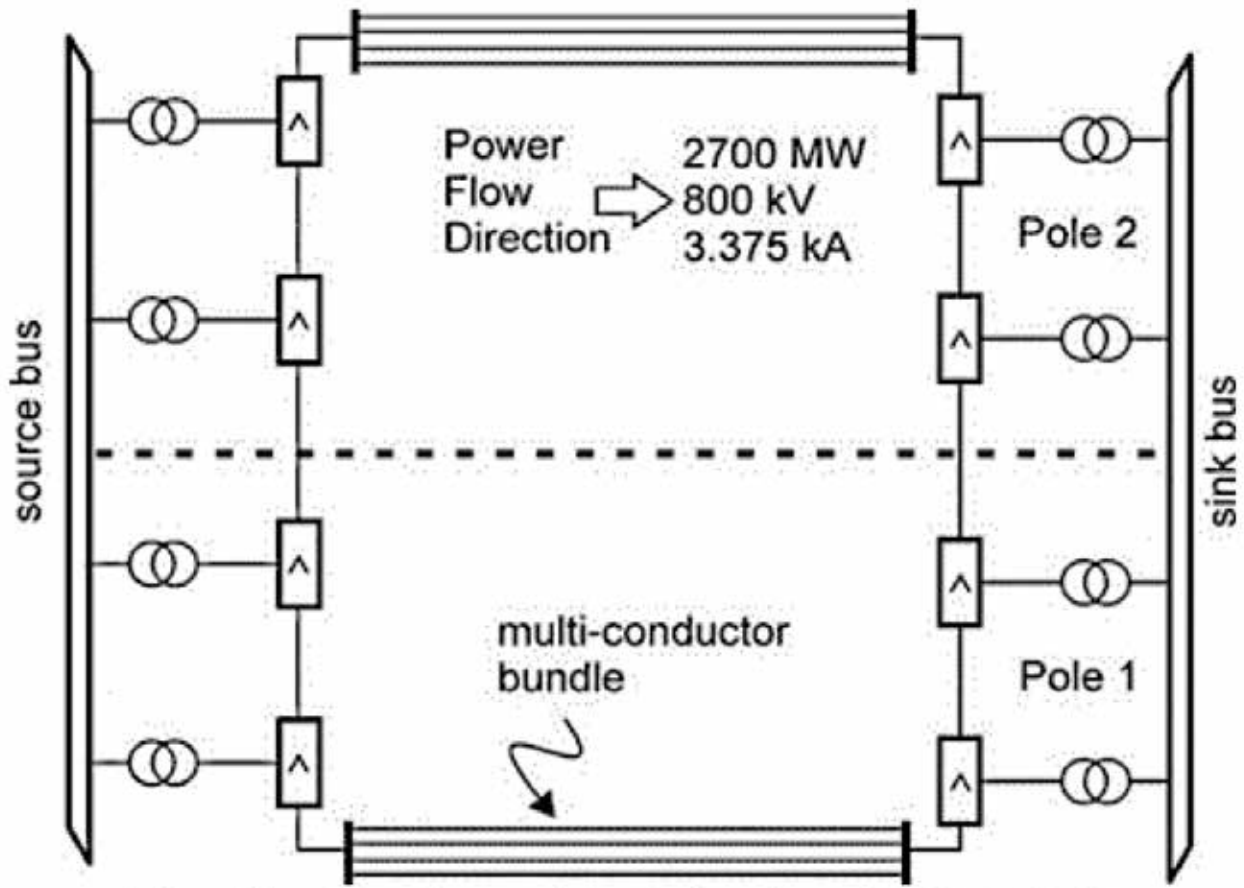 source bus
Power
Flow
Direction
2700 MW
800 kV
3.375 kA
Pole 2
sink bus
multi-conductor
bundle
Pole 1